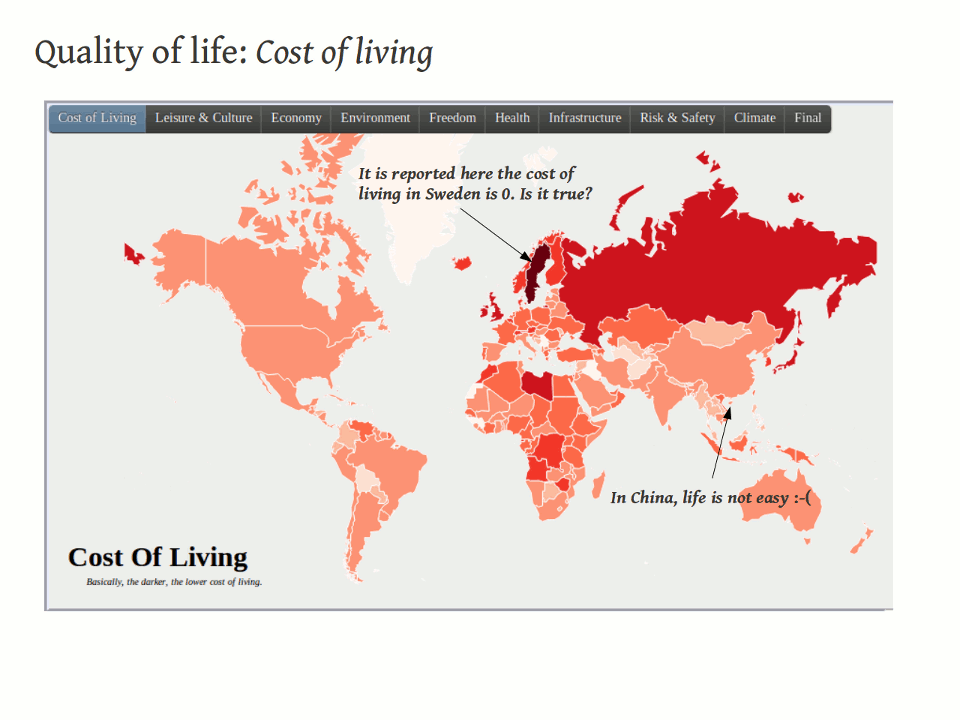 Quality of life: Cost of living
Cost of Living Leisure & Culture Economy Environment Freedom Health Infrastructure Risk & Safety Climate Final
It is reported here the cost of
living in Sweden is 0. Is it true?
In China, life is not easy :-(
Cost Of Living
Basically, the darker, the lower cost of living.